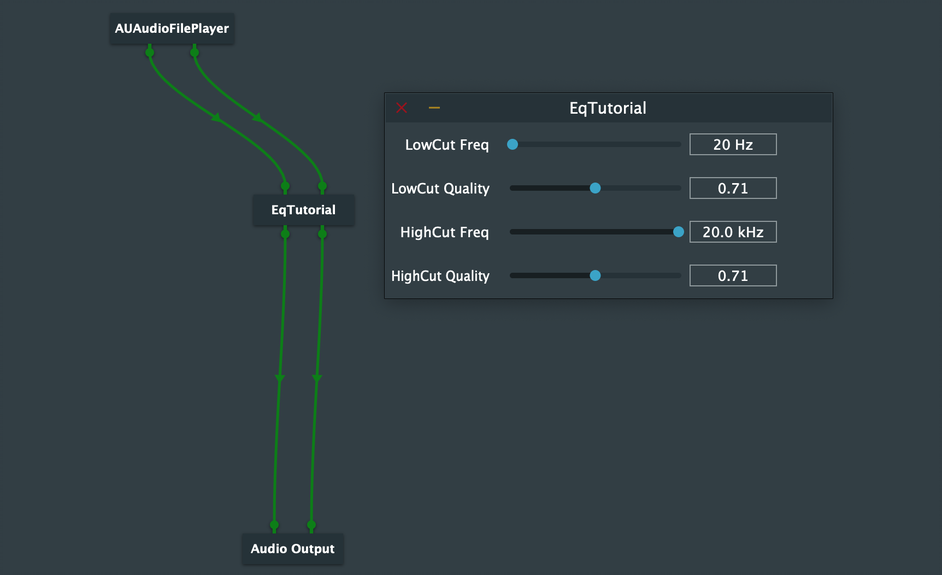 AUAudioFilePlayer
EqTutorial
EqTutorial
LowCut Freq 20 Hz
LowCut Quality 0.71
HighCut Freq 20.0 kHz
HighCut Quality 0.71
Audio Output